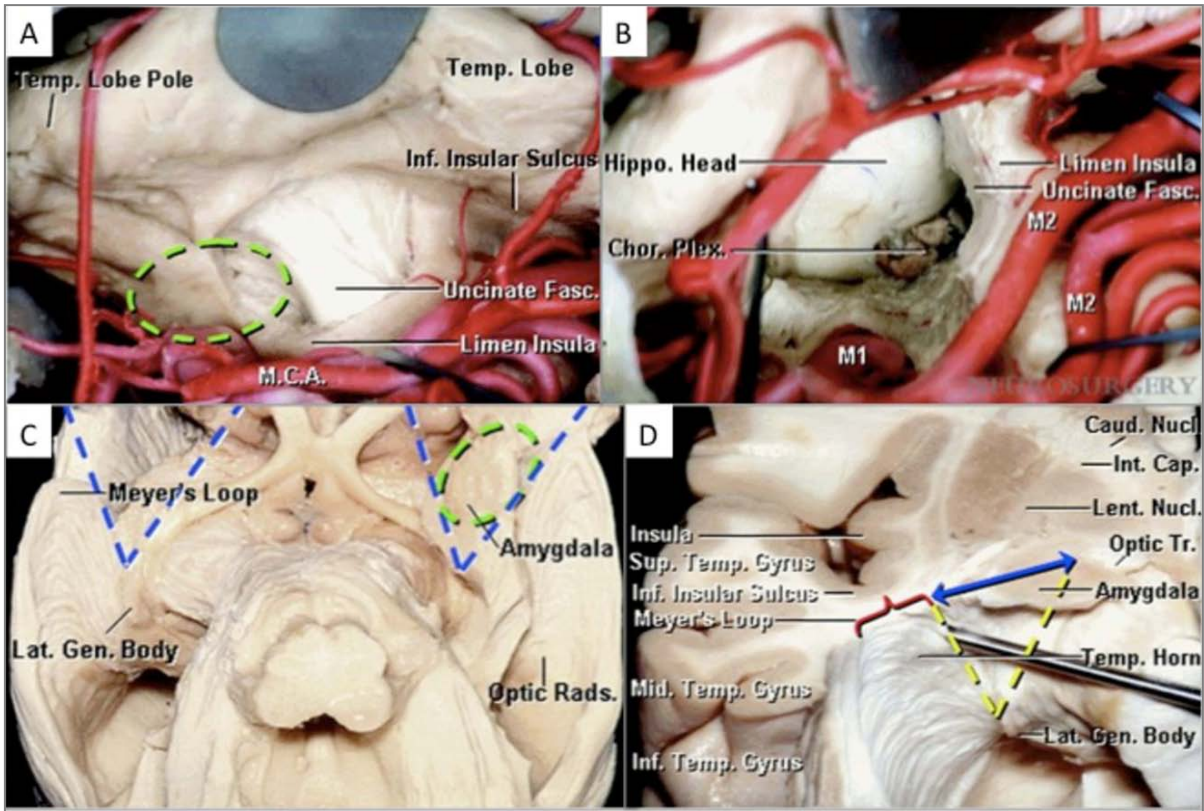 A
Temp. Lobe Pole
Temp. Lobe
Inf. Insular Sulcus
Uncinate Fasc.
Limen Insula
M.C.A.
B
Hippo. Head
Limen Insula
Uncinate Fasc.
M2
Chor. Plex.
M2
M1
C
Meyer's Loop
Amygdala
Lat. Gen. Body
Optic Rads.
D
Caud. Nucl
Int. Cap.
Lent. Nucl.
Insula
Optic Tr.
Sup. Temp. Gyrus
Inf. Insular Sulcus
Amygdala
Meyer's Loop
Temp. Horn
Mid. Temp. Gyrus
Lat. Gen. Body
Inf. Temp. Gyrus